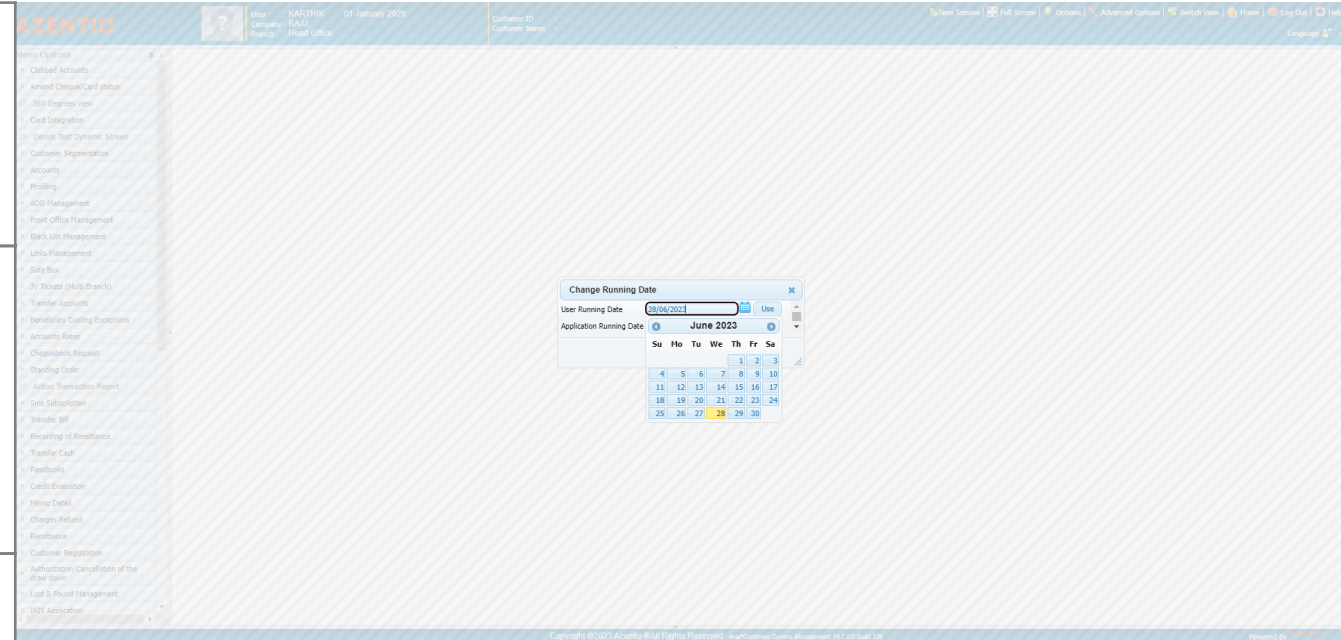 AZENTIO
User : KARTHIK 01 January 2020
Company : BAJJ
Branch : Head Office
Customer ID : -
Customer Name : -
New Session | Full Screen | Options | Advanced Options | Switch View | Home | Log Out | Help
Language
Menu Options
Clubbed Accounts
Amend Cheque/Card status
360 Degrees view
Card Integration
Danisk Test Dynamic Screen
Customer Segmentation
Accounts
Profiling
ADD Management
Front Office Management
Black List Management
Links Management
Safe Box
JV Tickets (Multi Branch)
Transfer Accounts
Beneficiary Cooling Exceptions
Accounts Rates
Chequebook Request
Standing Order
Action Transaction Report
Sms Subscription
Transfer Bill
Recording of Remittance
Transfer Cash
PassBooks
Credit Evaluation
Memo Detail
Charges Refund
Remittance
Customer Registration
Authorization/Cancellation of the
draw down
Lost & Found Management
IRIS Application
Change Running Date
User Running Date 28/06/2023 Use
Application Running Date
June 2023
Su Mo Tu We Th Fr Sa
1 2 3
4 5 6 7 8 9 10
11 12 13 14 15 16 17
18 19 20 21 22 23 24
25 26 27 28 29 30
Copyright ©2023 Azentio ®All Rights Reserved. Customer Service Management
Powered By